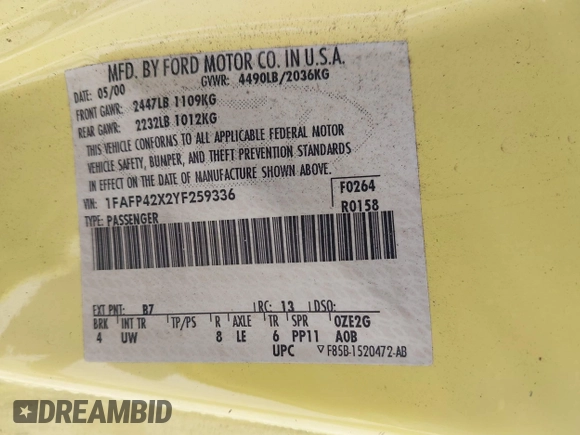 MFD. BY FORD MOTOR CO. IN U.S.A.
DATE: 05/00 GVWR: 4490LB/2036KG
FRONT GAWR: 2447LB 1109KG
REAR GAWR: 2232LB 1012KG
THIS VEHICLE CONFORMS TO ALL APPLICABLE FEDERAL MOTOR
VEHICLE SAFETY, BUMPER, AND THEFT PREVENTION STANDARDS
IN EFFECT ON THE DATE OF MANUFACTURE SHOWN ABOVE.
VIN: 1FAFP42X2YF259336 F0264
TYPE: PASSENGER R0158
EXT PNT: B7 RC: 13 DSO:
BRK INT TR TP/PS R AXLE TR SPR OZE2G
4 UW 8 LE 6 PP11 A0B
UPC ▽ F85B-1520472-AB
DREAMBID